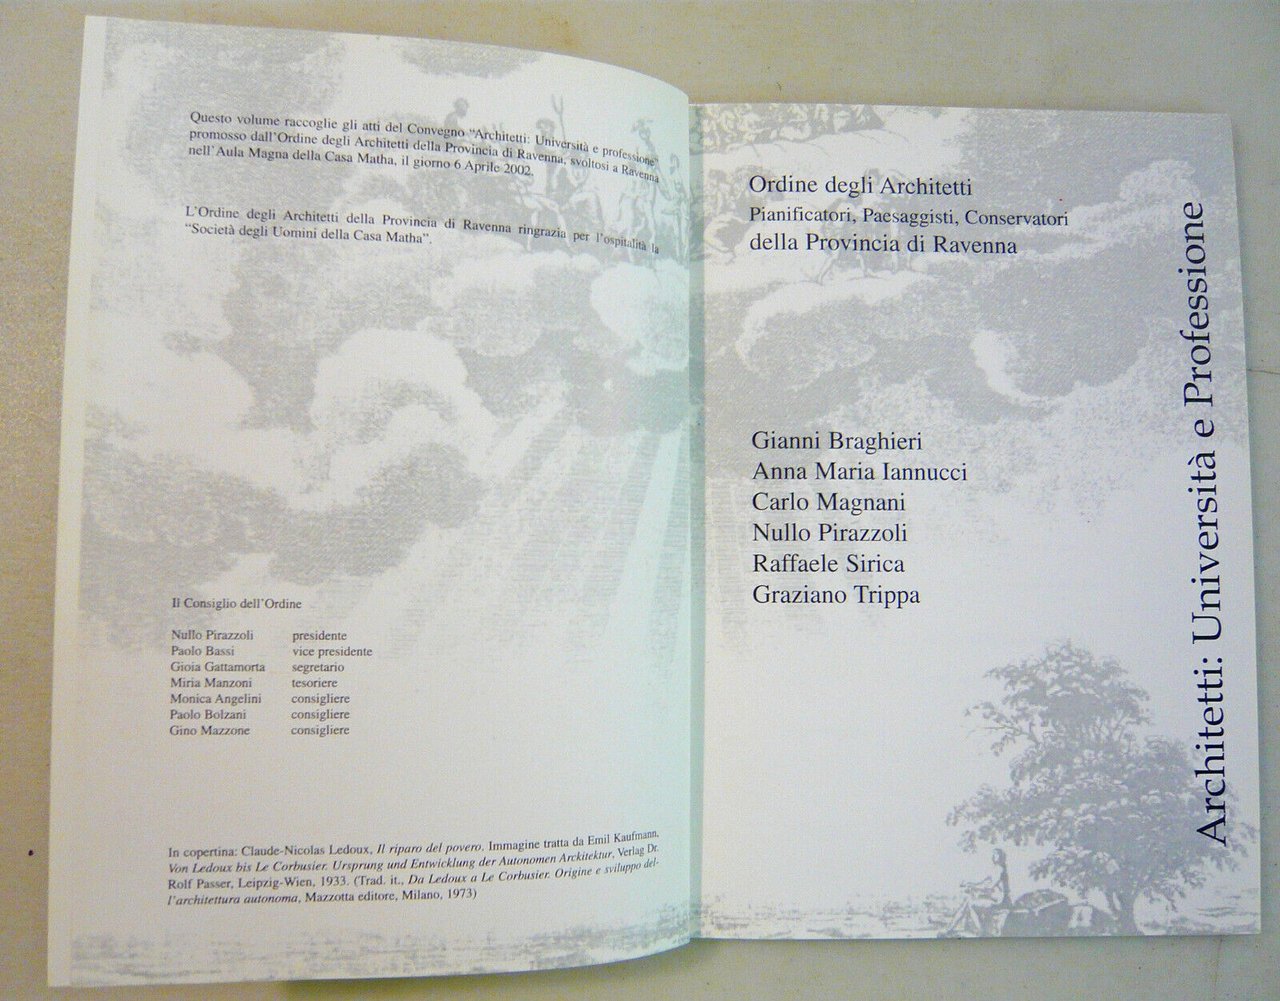 Questo volume raccoglie gli atti del Convegno “Architetti: Università e professione”
promosso dall’Ordine degli Architetti della Provincia di Ravenna, svoltosi a Ravenna
nell’Aula Magna della Casa Matha, il giorno 6 Aprile 2002.
L’Ordine degli Architetti della Provincia di Ravenna ringrazia per l’ospitalità la
“Società degli Uomini della Casa Matha”.
Il Consiglio dell’Ordine
Nullo Pirazzoli presidente
Paolo Bassi vice presidente
Gioia Gattamorta segretario
Miria Manzoni tesoriere
Monica Angelini consigliere
Paolo Bolzani consigliere
Gino Mazzone consigliere
In copertina: Claude-Nicolas Ledoux, Il riparo del povero. Immagine tratta da Emil Kaufmann,
Von Ledoux bis Le Corbusier. Ursprung und Entwicklung der Autonomen Architektur, Verlag Dr.
Rolf Passer, Leipzig-Wien, 1933. (Trad. it., Da Ledoux a Le Corbusier. Origine e sviluppo del-
l’architettura autonoma, Mazzotta editore, Milano, 1973)
Ordine degli Architetti
Pianificatori, Paesaggisti, Conservatori
della Provincia di Ravenna
Gianni Braghieri
Anna Maria Iannucci
Carlo Magnani
Nullo Pirazzoli
Raffaele Sirica
Graziano Trippa
Architetti: Università e Professione